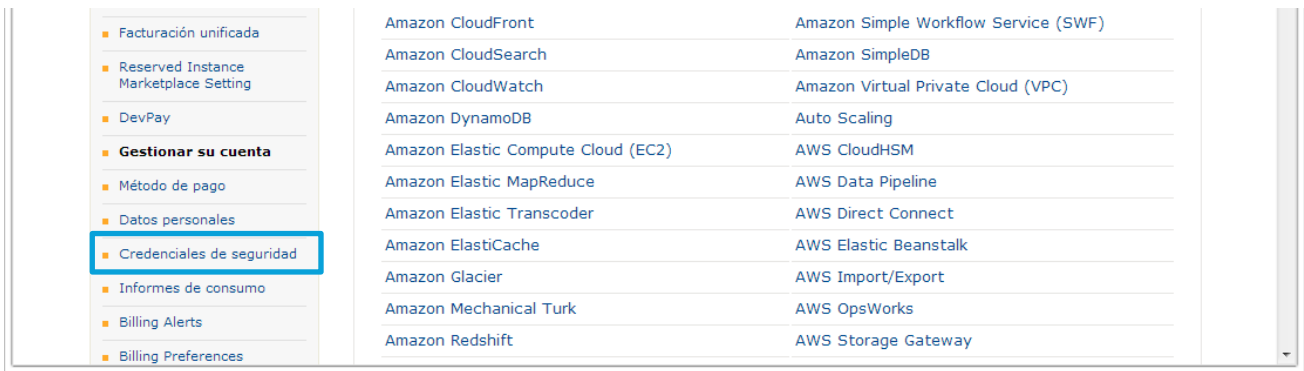 Facturación unificada
Reserved Instance
Marketplace Setting
DevPay
Gestionar su cuenta
Método de pago
Datos personales
Credenciales de seguridad
Informes de consumo
Billing Alerts
Billing Preferences
Amazon CloudFront
Amazon CloudSearch
Amazon CloudWatch
Amazon DynamoDB
Amazon Elastic Compute Cloud (EC2)
Amazon Elastic MapReduce
Amazon Elastic Transcoder
Amazon ElastiCache
Amazon Glacier
Amazon Mechanical Turk
Amazon Redshift
Amazon Simple Workflow Service (SWF)
Amazon SimpleDB
Amazon Virtual Private Cloud (VPC)
Auto Scaling
AWS CloudHSM
AWS Data Pipeline
AWS Direct Connect
AWS Elastic Beanstalk
AWS Import/Export
AWS OpsWorks
AWS Storage Gateway